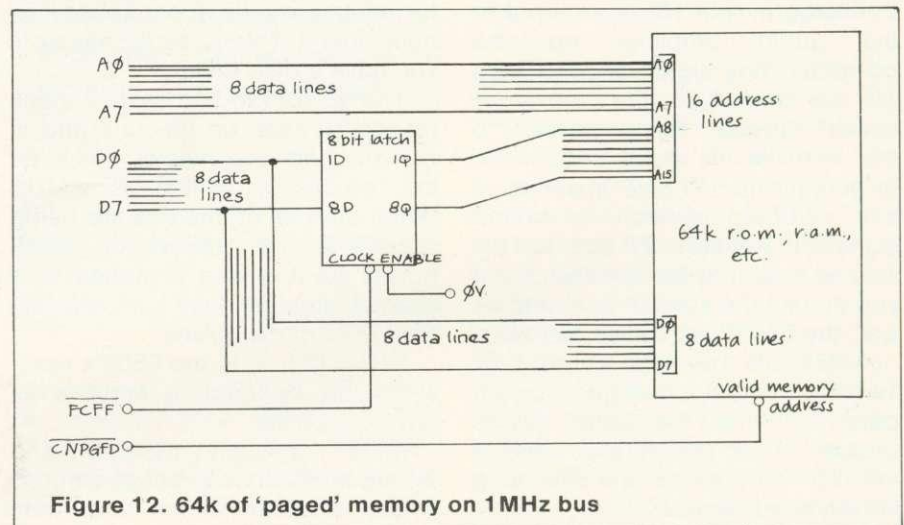 AØ
8 data lines
A7
DØ
8 data
lines
D7
8 bit latch
1D 1Q
8D 8Q
CLOCK ENABLE
ØV
AØ
A7
16 address
lines
A8
A15
64k r.o.m., r.a.m.,
etc.
DØ
8 data lines
D7
8 data lines
valid memory
address
FCFF
CNPGFD
Figure 12. 64k of 'paged' memory on 1MHz bus